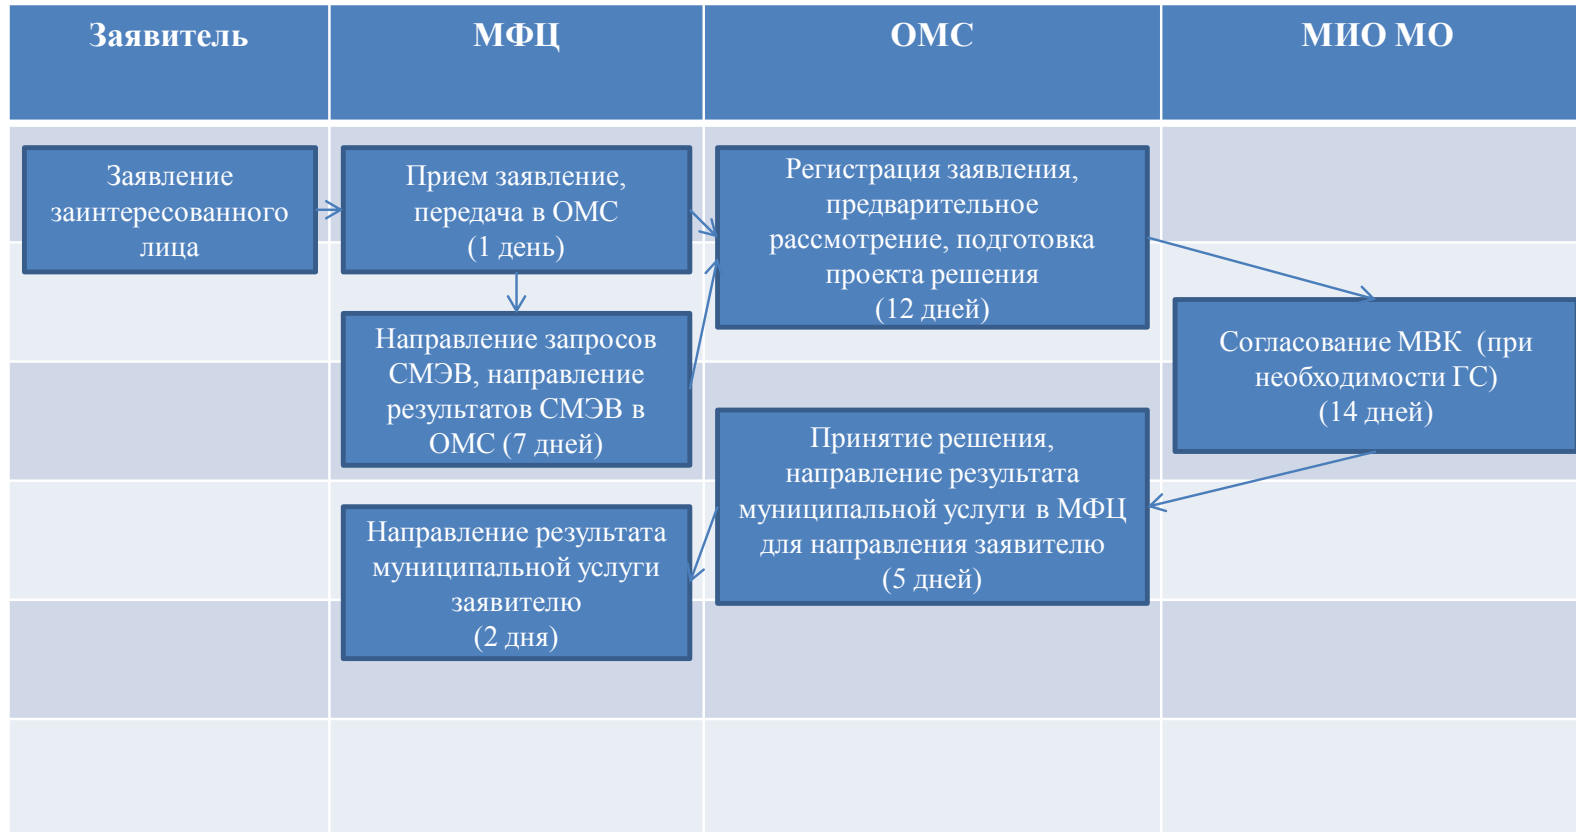 Заявитель
МФЦ
ОМС
МИО МО
Заявление
заинтересованного
лица
Прием заявление,
передача в ОМС
(1 день)
Регистрация заявления,
предварительное
рассмотрение, подготовка
проекта решения
(12 дней)
Направление запросов
СМЭВ, направление
результатов СМЭВ в
ОМС (7 дней)
Согласование МВК (при
необходимости ГС)
(14 дней)
Принятие решения,
направление результата
муниципальной услуги в МФЦ
для направления заявителю
(5 дней)
Направление результата
муниципальной услуги
заявителю
(2 дня)